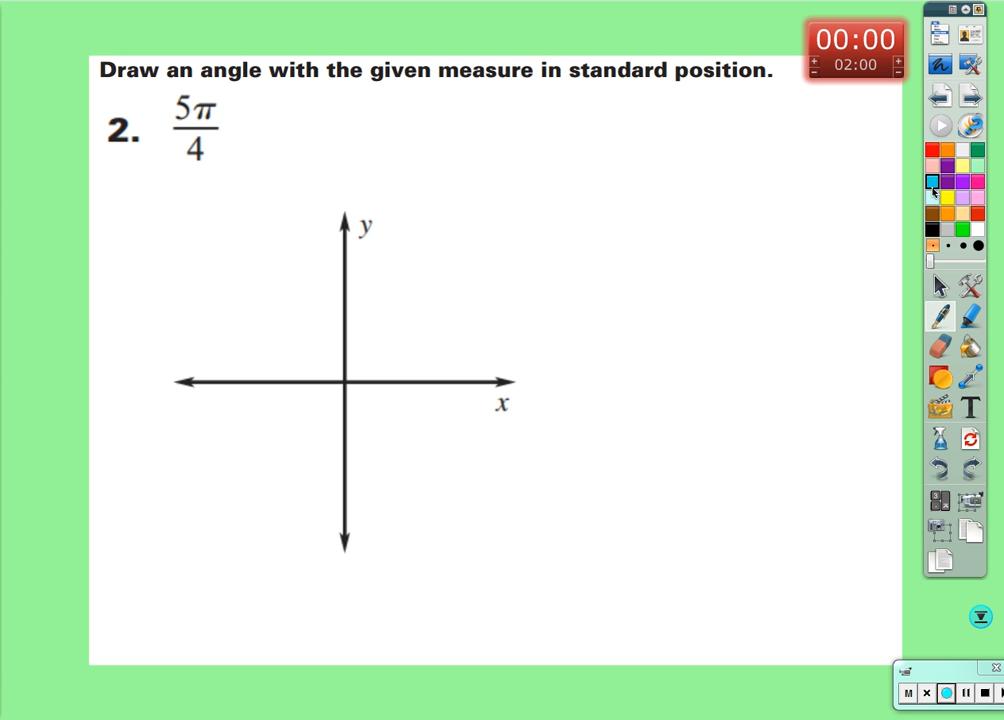 00:00
02:00
Draw an angle with the given measure in standard position.
2. 5π/4
y
x
T
M